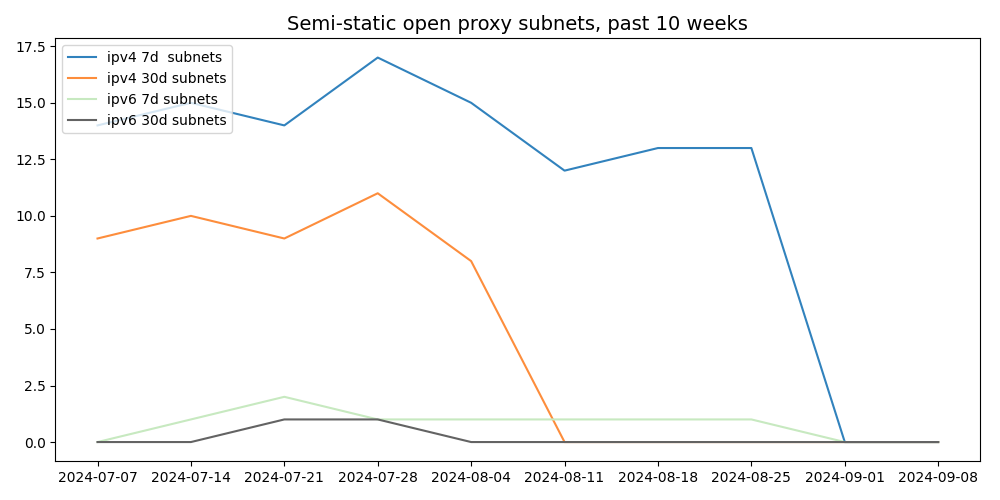 Semi-static open proxy subnets, past 10 weeks
17.5
15.0
12.5
10.0
7.5
5.0
2.5
0.0
ipv4 7d  subnets
ipv4 30d subnets
ipv6 7d subnets
ipv6 30d subnets
2024-07-07 2024-07-14 2024-07-21 2024-07-28 2024-08-04 2024-08-11 2024-08-18 2024-08-25 2024-09-01 2024-09-08